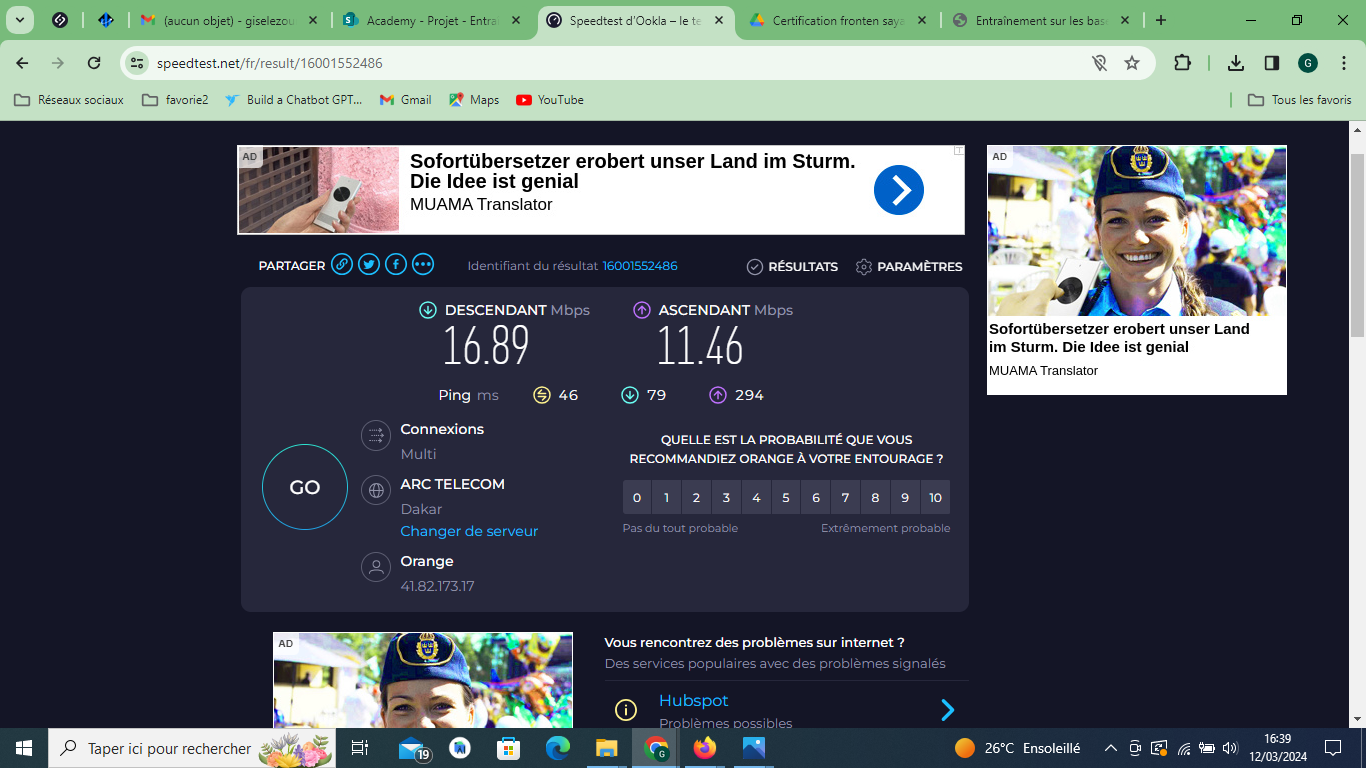 (aucun objet) - giselezou
Academy - Projet - Entra
Speedtest d'Ookla – le te
Certification fronten saya
Entraînement sur les bas
speedtest.net/fr/result/16001552486
G
Réseaux sociaux
favorie2
Build a Chatbot GPT...
Gmail
Maps
YouTube
Tous les favoris
AD
Sofortübersetzer erobert unser Land im Sturm.
Die Idee ist genial
MUAMA Translator
AD
Sofortübersetzer erobert unser Land
im Sturm. Die Idee ist genial
MUAMA Translator
PARTAGER
Identifiant du résultat 16001552486
RÉSULTATS
PARAMÈTRES
DESCENDANT Mbps
16.89
ASCENDANT Mbps
11.46
Ping ms
46
79
294
GO
Connexions
Multi
ARC TELECOM
Dakar
Changer de serveur
Orange
41.82.173.17
QUELLE EST LA PROBABILITÉ QUE VOUS
RECOMMANDIEZ ORANGE À VOTRE ENTOURAGE ?
0 1 2 3 4 5 6 7 8 9 10
Pas du tout probable
Extrêmement probable
AD
Vous rencontrez des problèmes sur internet ?
Des services populaires avec des problèmes signalés
Hubspot
Problèmes possibles
Taper ici pour rechercher
19
G
26°C Ensoleillé
16:39
12/03/2024